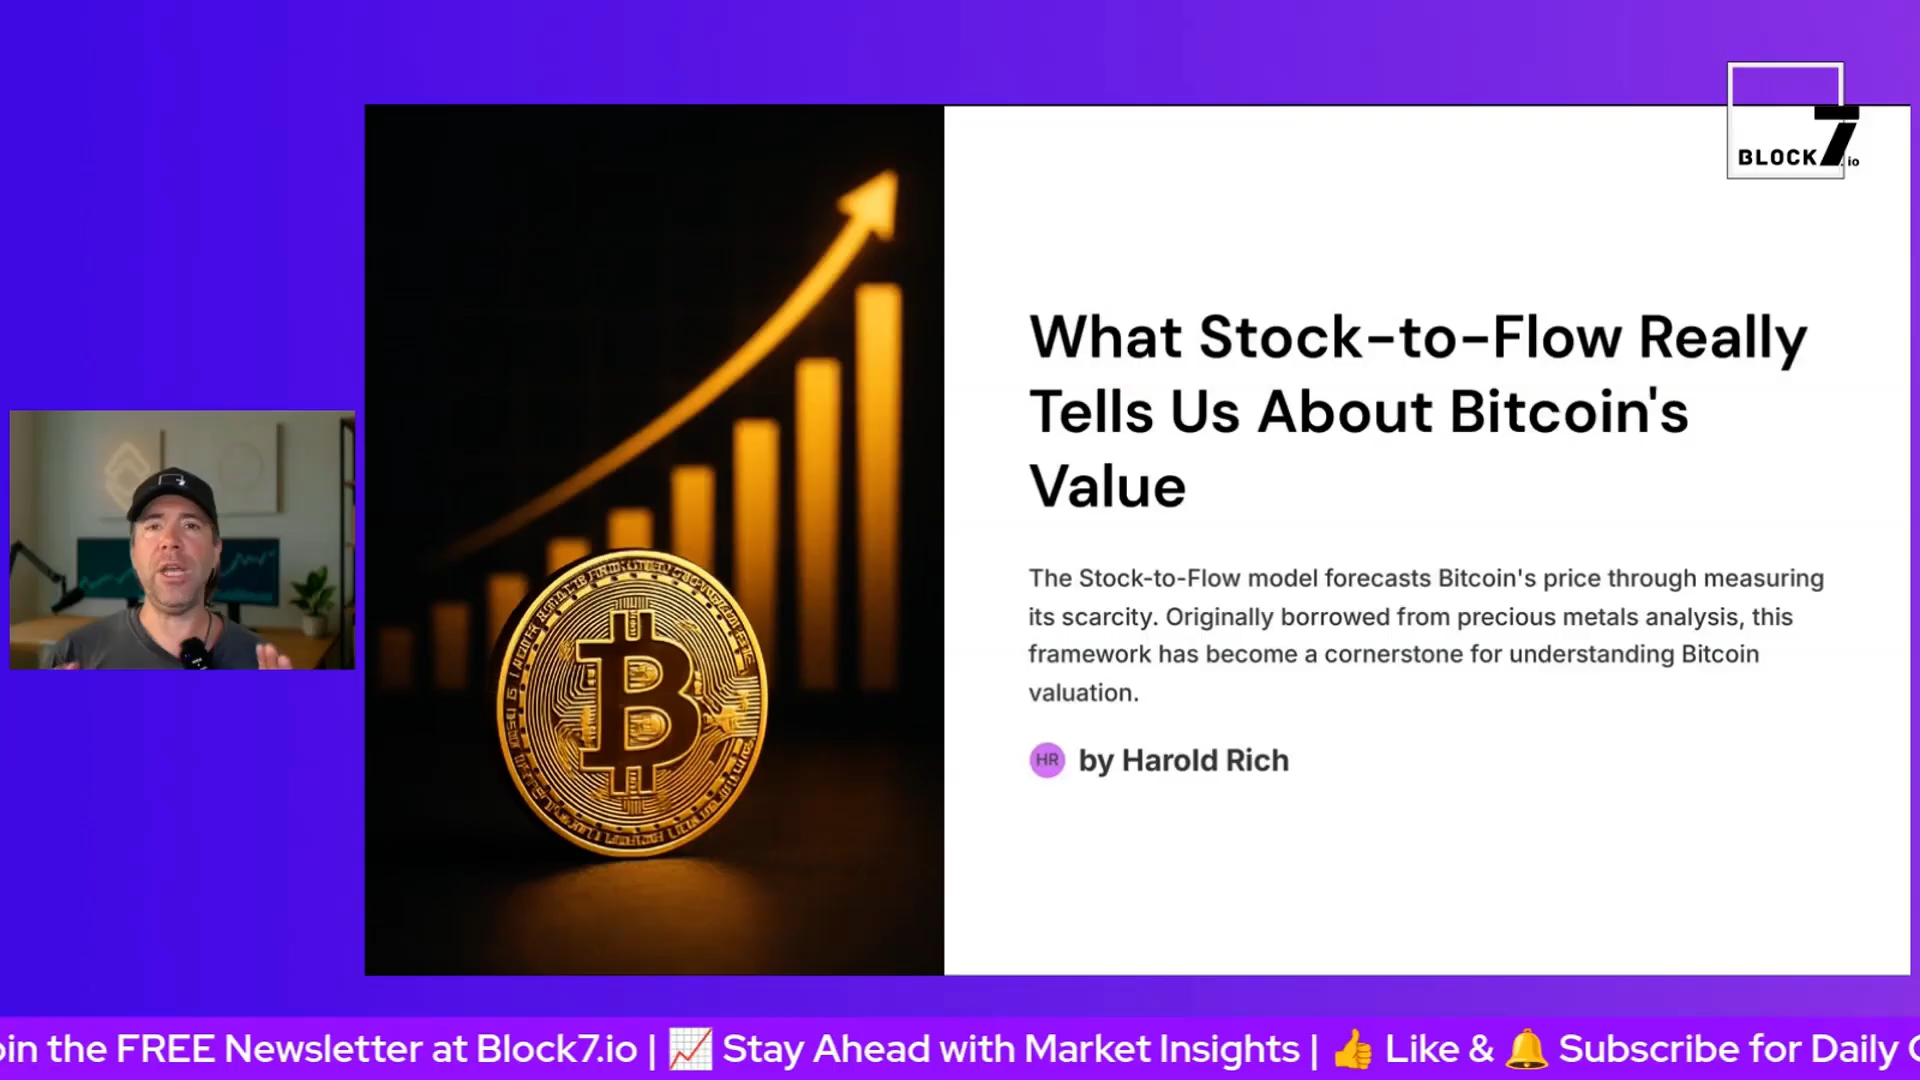 BLOCK7.io
What Stock-to-Flow Really
Tells Us About Bitcoin's
Value
The Stock-to-Flow model forecasts Bitcoin's price through measuring
its scarcity. Originally borrowed from precious metals analysis, this
framework has become a cornerstone for understanding Bitcoin
valuation.
HR by Harold Rich
oin the FREE Newsletter at Block7.io | 📈 Stay Ahead with Market Insights | 👍 Like & 🔔 Subscribe for Daily